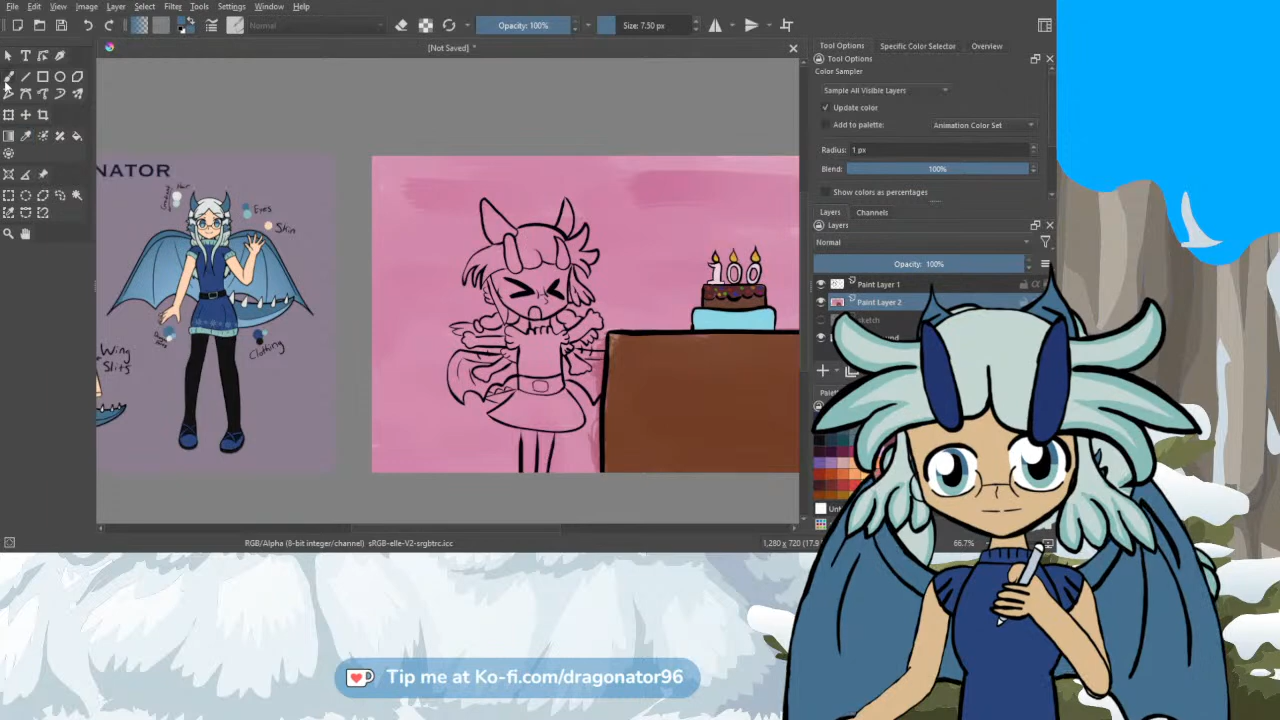 File Edit View Image Layer Select Filter Tools Settings Window Help
Normal Opacity: 100% Size: 7.50 px
[Not Saved] *
Tool Options Specific Color Selector Overview
Tool Options
Color Sampler
Sample All Visible Layers
Update color
Add to palette: Animation Color Set
Radius: 1 px
Blend: 100%
Show colors as percentages
Layers Channels
Layers
Normal
Opacity: 100%
Paint Layer 1
Paint Layer 2
NATOR
Hair
Eyes
Skin
Wing
Slits
Clothing
100
RGB/Alpha (8-bit integer/channel) sRGB-elle-V2-srgbtrc.icc
1,280 x 720 (17.9
66.7%
Tip me at Ko-fi.com/dragonator96